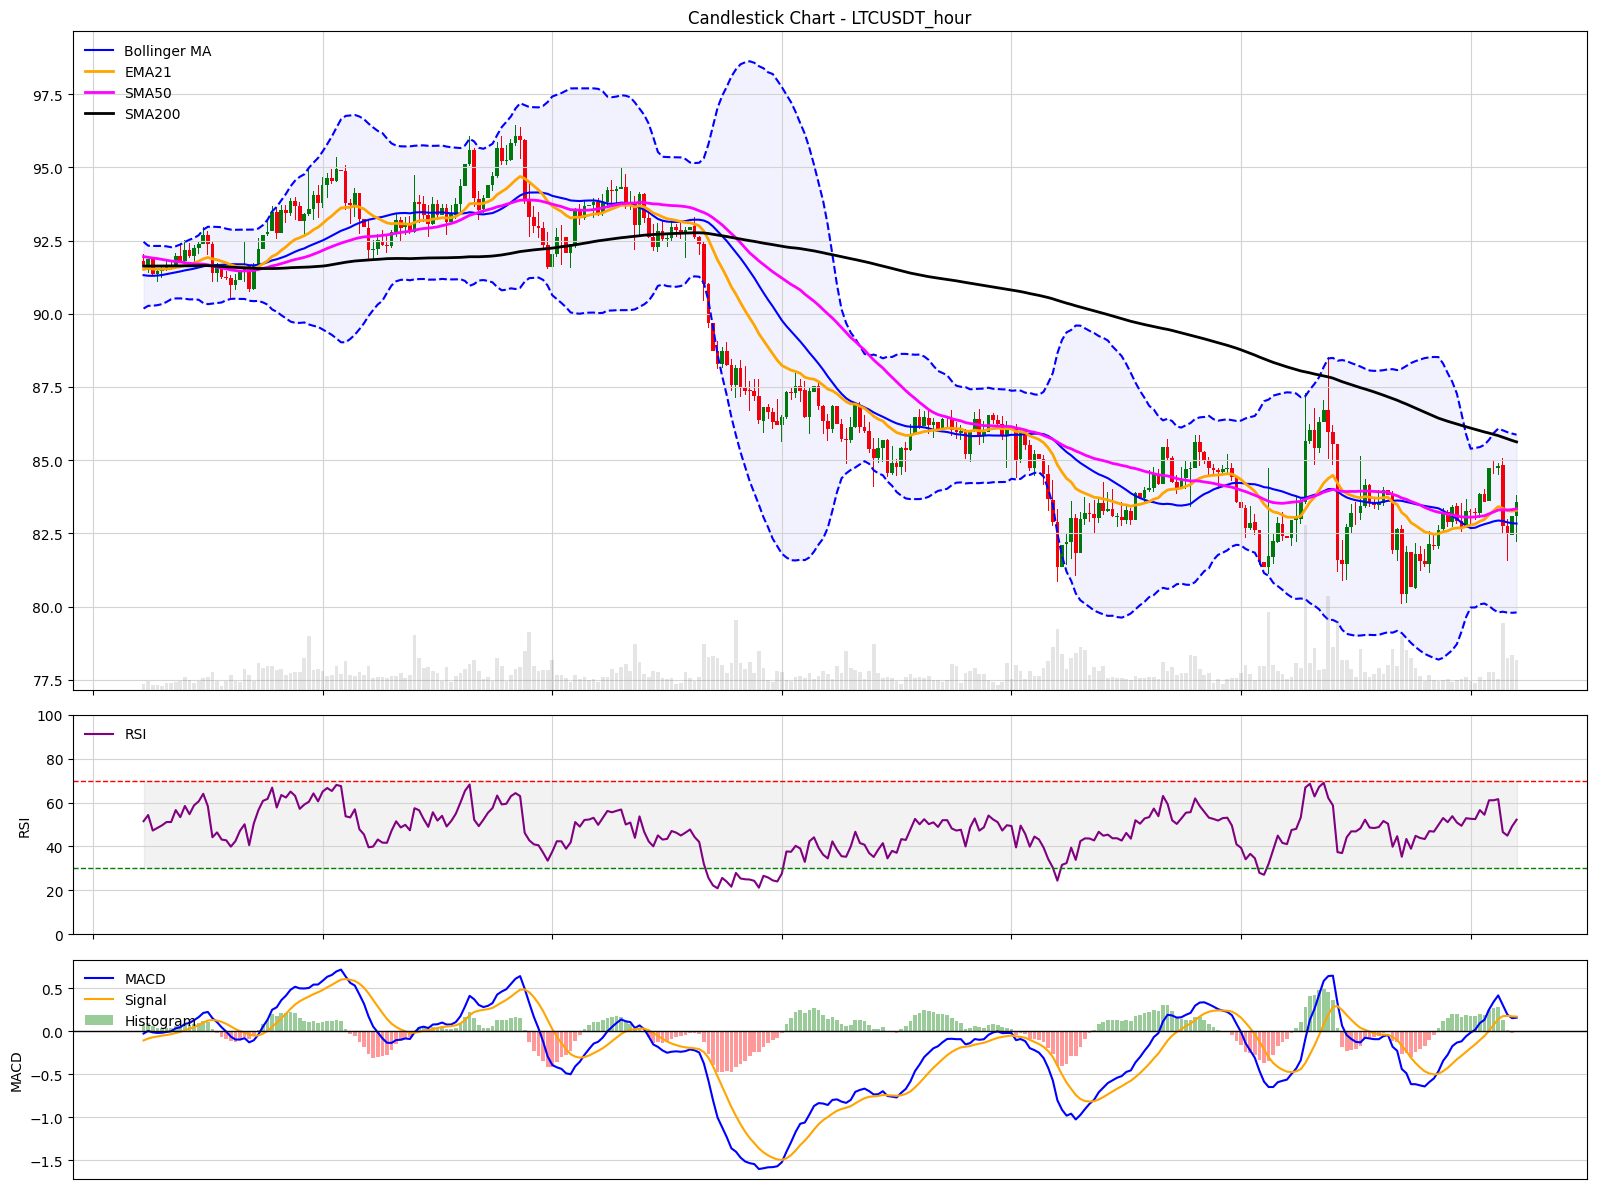 Candlestick Chart - LTCUSDT_hour
Bollinger MA
EMA21
SMA50
SMA200
97.5
95.0
92.5
90.0
87.5
85.0
82.5
80.0
77.5
RSI
100
80
60
40
20
0
RSI
MACD
Signal
Histogram
0.5
0.0
−0.5
−1.0
−1.5
MACD